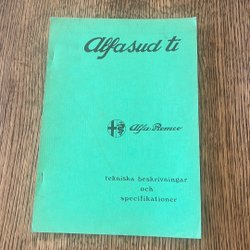 Alfasud ti
Alfa-Romeo
tekniska beskrivningar
och
specifikationer